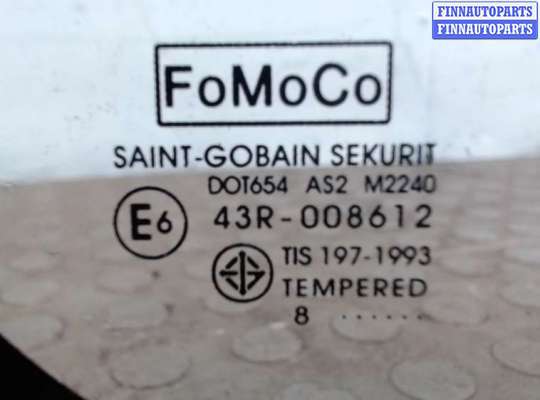 FINNAUTOPARTS
FINNAUTOPARTS
FoMoCo
SAINT-GOBAIN SEKURIT
DOT654 AS2 M2240
E6 43R-008612
TIS 197-1993
TEMPERED
8 ......